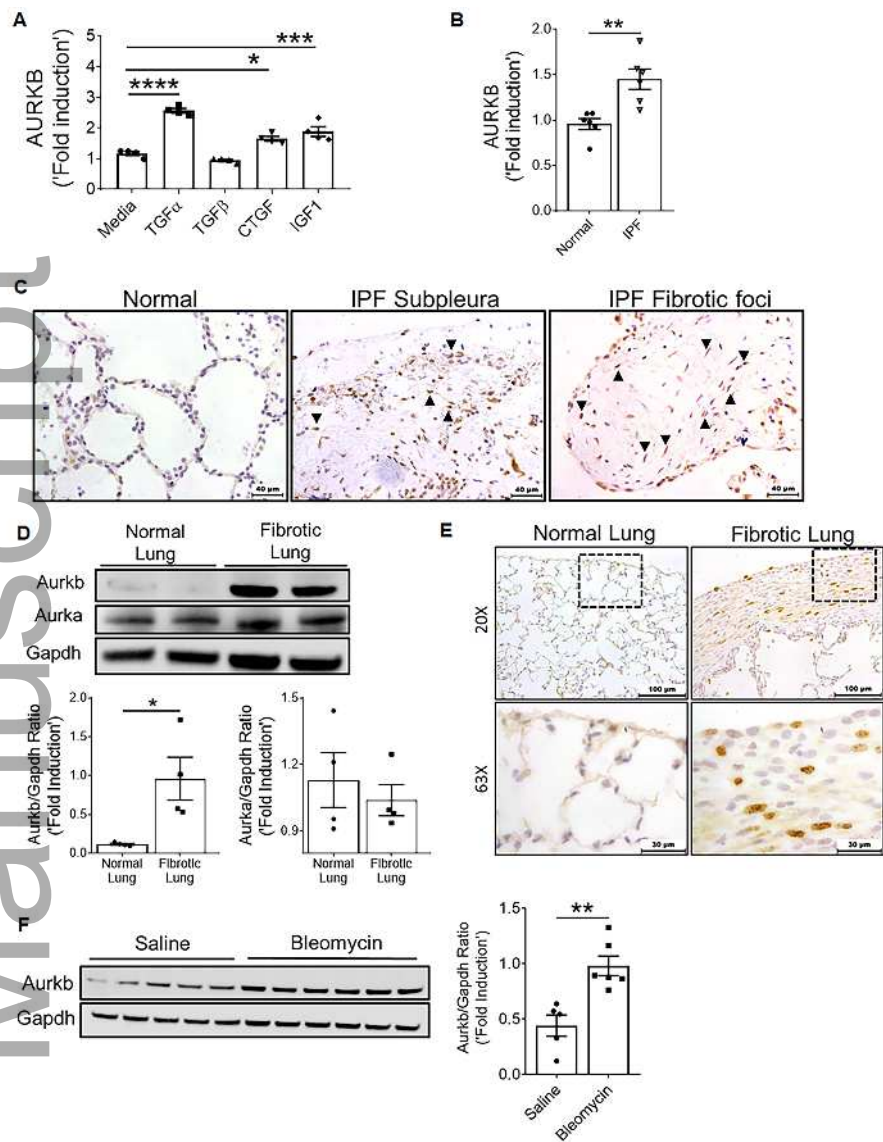 A
AURKB
('Fold induction')
5
4
3
2
1
0
****
*
***
Media
TGFα
TGFβ
CTGF
IGF1
B
AURKB
('Fold induction')
2.0
1.5
1.0
0.5
0.0
**
Normal
IPF
C
Normal
IPF Subpleura
IPF Fibrotic foci
40 µm
40 µm
40 µm
D
Normal
Lung
Fibrotic
Lung
Aurkb
Aurka
Gapdh
Aurkb/Gapdh Ratio
('Fold Induction')
2.0
1.5
1.0
0.5
0.0
*
Normal
Lung
Fibrotic
Lung
Aurka/Gapdh Ratio
('Fold Induction')
1.5
1.2
0.9
Normal
Lung
Fibrotic
Lung
E
Normal Lung
Fibrotic Lung
20X
100 µm
100 µm
63X
30 µm
30 µm
F
Saline
Bleomycin
Aurkb
Gapdh
Aurkb/Gapdh Ratio
('Fold Induction')
1.5
1.0
0.5
0.0
**
Saline
Bleomycin
Manuscript